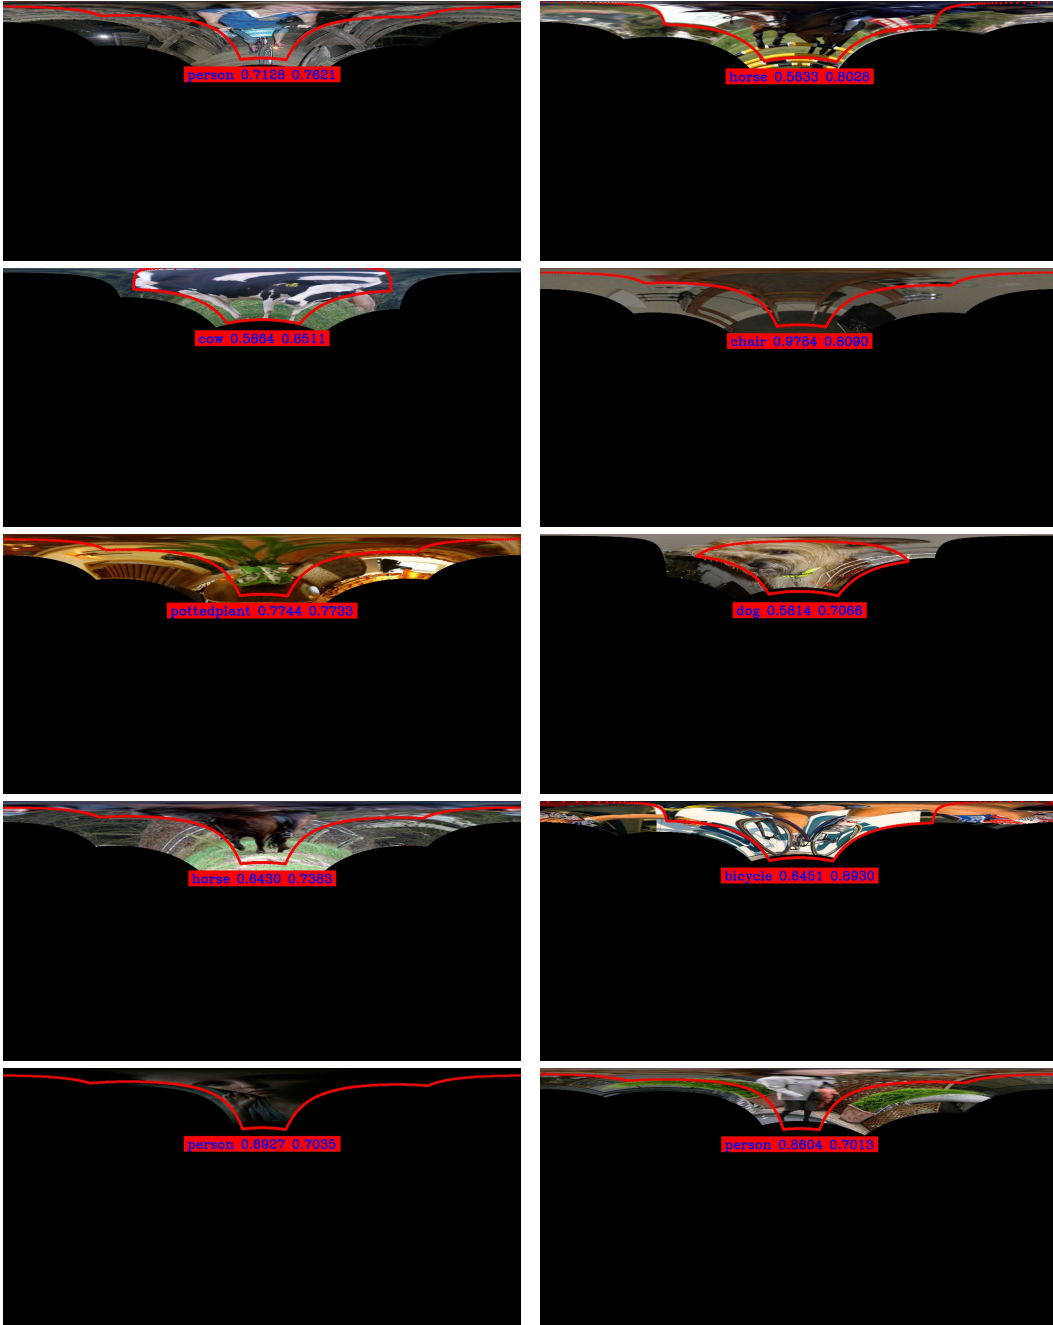 person 0.7128 0.7621
horse 0.5633 0.8028
cow 0.5864 0.8511
chair 0.9784 0.8090
pottedplant 0.7744 0.7733
dog 0.5614 0.7066
horse 0.6430 0.7383
bicycle 0.6451 0.6930
person 0.6927 0.7035
person 0.8604 0.7013